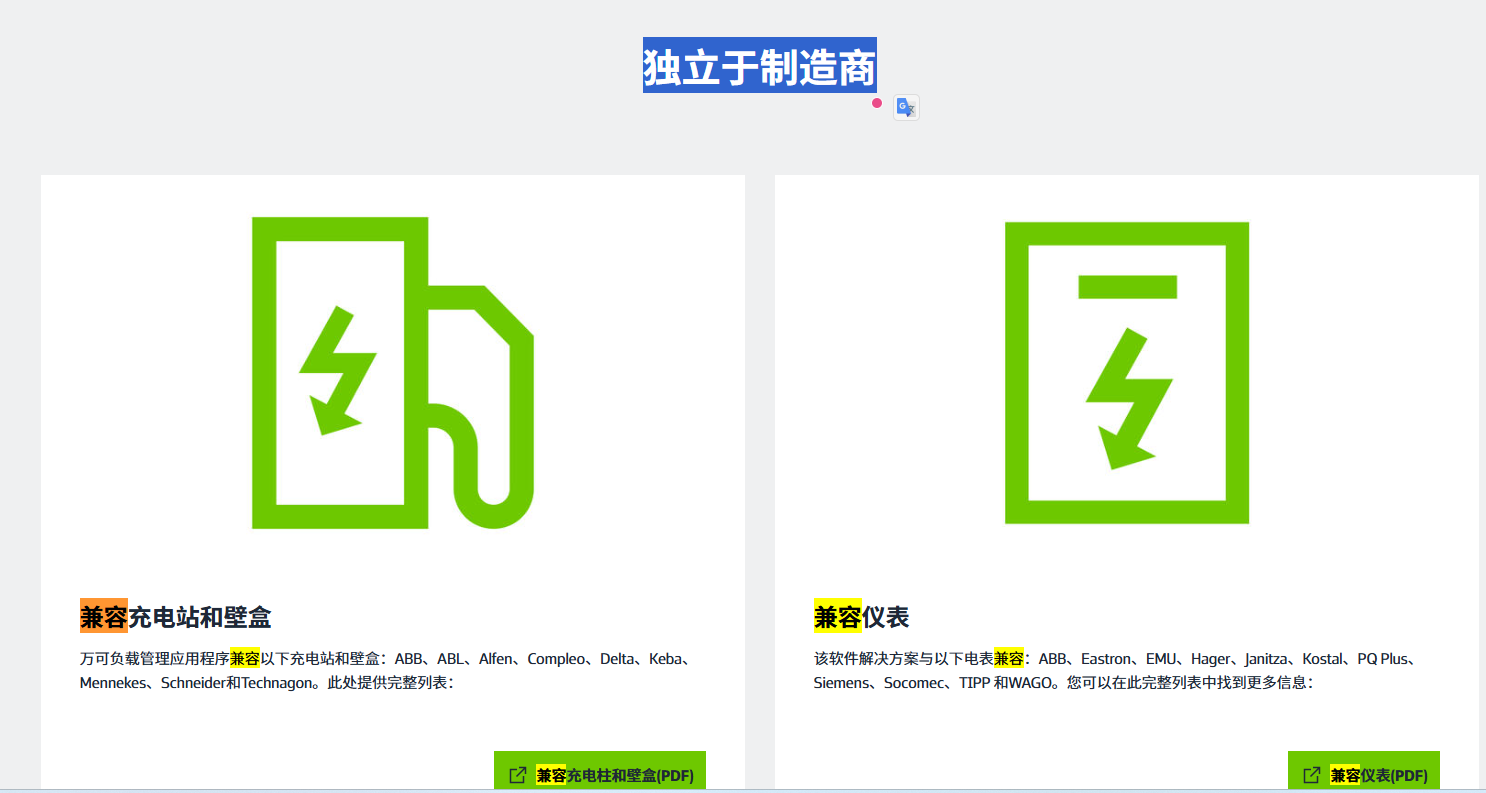 独立于制造商
兼容充电站和壁盒
万可负载管理应用程序兼容以下充电站和壁盒：ABB、ABL、Alfen、Compleo、Delta、Keba、
Mennekes、Schneider和Technagon。此处提供完整列表：
兼容充电柱和壁盒(PDF)
兼容仪表
该软件解决方案与以下电表兼容：ABB、Eastron、EMU、Hager、Janitza、Kostal、PQ Plus、
Siemens、Socomec、TIPP 和WAGO。您可以在此完整列表中找到更多信息：
兼容仪表(PDF)